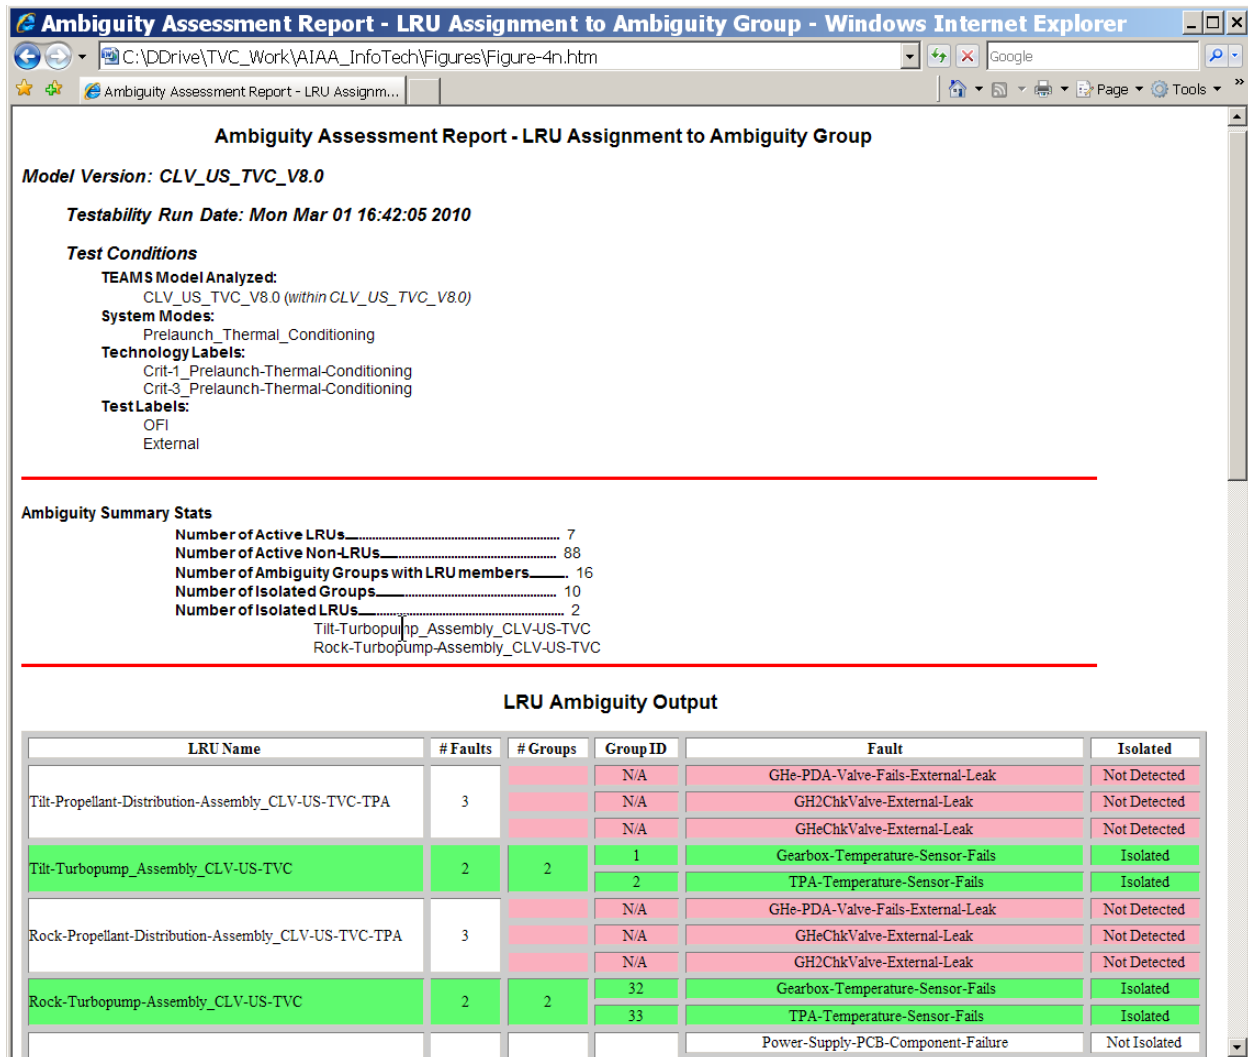 Ambiguity Assessment Report - LRU Assignment to Ambiguity Group - Windows Internet Explorer
C:\DDrive\TVC_Work\AIAA_InfoTech\Figures\Figure-4n.htm
Google
Ambiguity Assessment Report - LRU Assignm...
Page Tools »
Ambiguity Assessment Report - LRU Assignment to Ambiguity Group
Model Version: CLV_US_TVC_V8.0
Testability Run Date: Mon Mar 01 16:42:05 2010
Test Conditions
TEAMS Model Analyzed:
CLV_US_TVC_V8.0 (within CLV_US_TVC_V8.0)
System Modes:
Prelaunch_Thermal_Conditioning
Technology Labels:
Crit-1_Prelaunch-Thermal-Conditioning
Crit-3_Prelaunch-Thermal-Conditioning
Test Labels:
OFI
External
Ambiguity Summary Stats
Number of Active LRUs 7
Number of Active Non-LRUs 88
Number of Ambiguity Groups with LRU members 16
Number of Isolated Groups 10
Number of Isolated LRUs 2
Tilt-Turbopump_Assembly_CLV-US-TVC
Rock-Turbopump-Assembly_CLV-US-TVC
LRU Ambiguity Output
LRU Name # Faults # Groups Group ID Fault Isolated
N/A GHe-PDA-Valve-Fails-External-Leak Not Detected
Tilt-Propellant-Distribution-Assembly_CLV-US-TVC-TPA 3 N/A GH2ChkValve-External-Leak Not Detected
N/A GHeChkValve-External-Leak Not Detected
Tilt-Turbopump_Assembly_CLV-US-TVC 2 2 1 Gearbox-Temperature-Sensor-Fails Isolated
2 TPA-Temperature-Sensor-Fails Isolated
N/A GHe-PDA-Valve-Fails-External-Leak Not Detected
Rock-Propellant-Distribution-Assembly_CLV-US-TVC-TPA 3 N/A GHeChkValve-External-Leak Not Detected
N/A GH2ChkValve-External-Leak Not Detected
Rock-Turbopump-Assembly_CLV-US-TVC 2 2 32 Gearbox-Temperature-Sensor-Fails Isolated
33 TPA-Temperature-Sensor-Fails Isolated
Power-Supply-PCB-Component-Failure Not Isolated